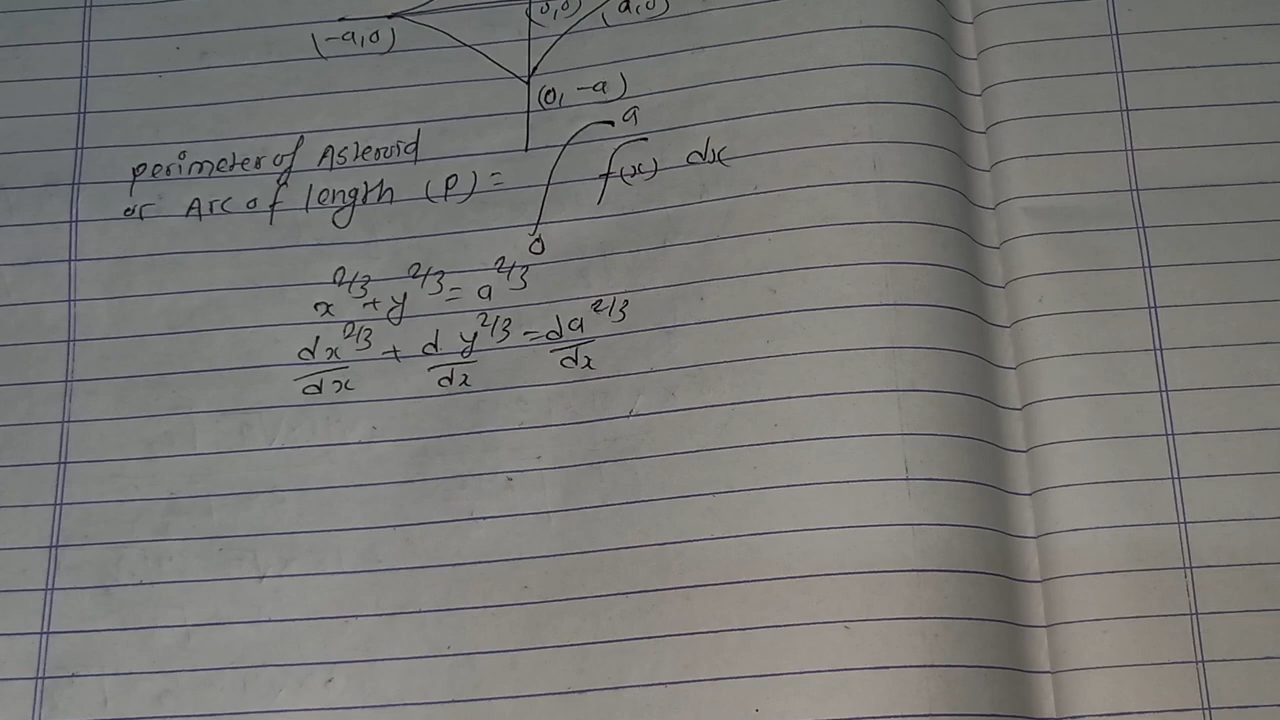 (0,0) (a,0)
(-a,0)
(0, -a)
perimeter of Asteroid
or Arc of length (P) = ∫₀ᵃ f(x) dx
x^2/3 + y^2/3 = a^2/3
dx^2/3/dx + d y^2/3/dx = da^2/3/dx